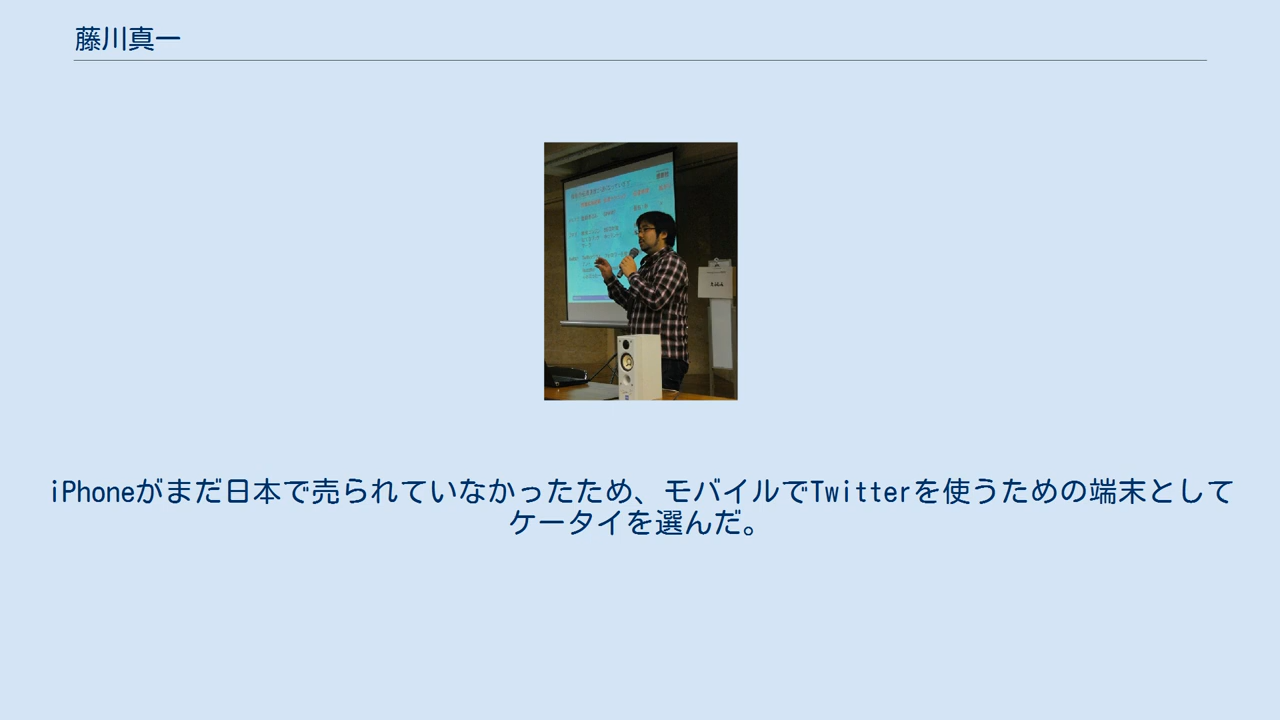 藤川真一
iPhoneがまだ日本で売られていなかったため、モバイルでTwitterを使うための端末として
ケータイを選んだ。